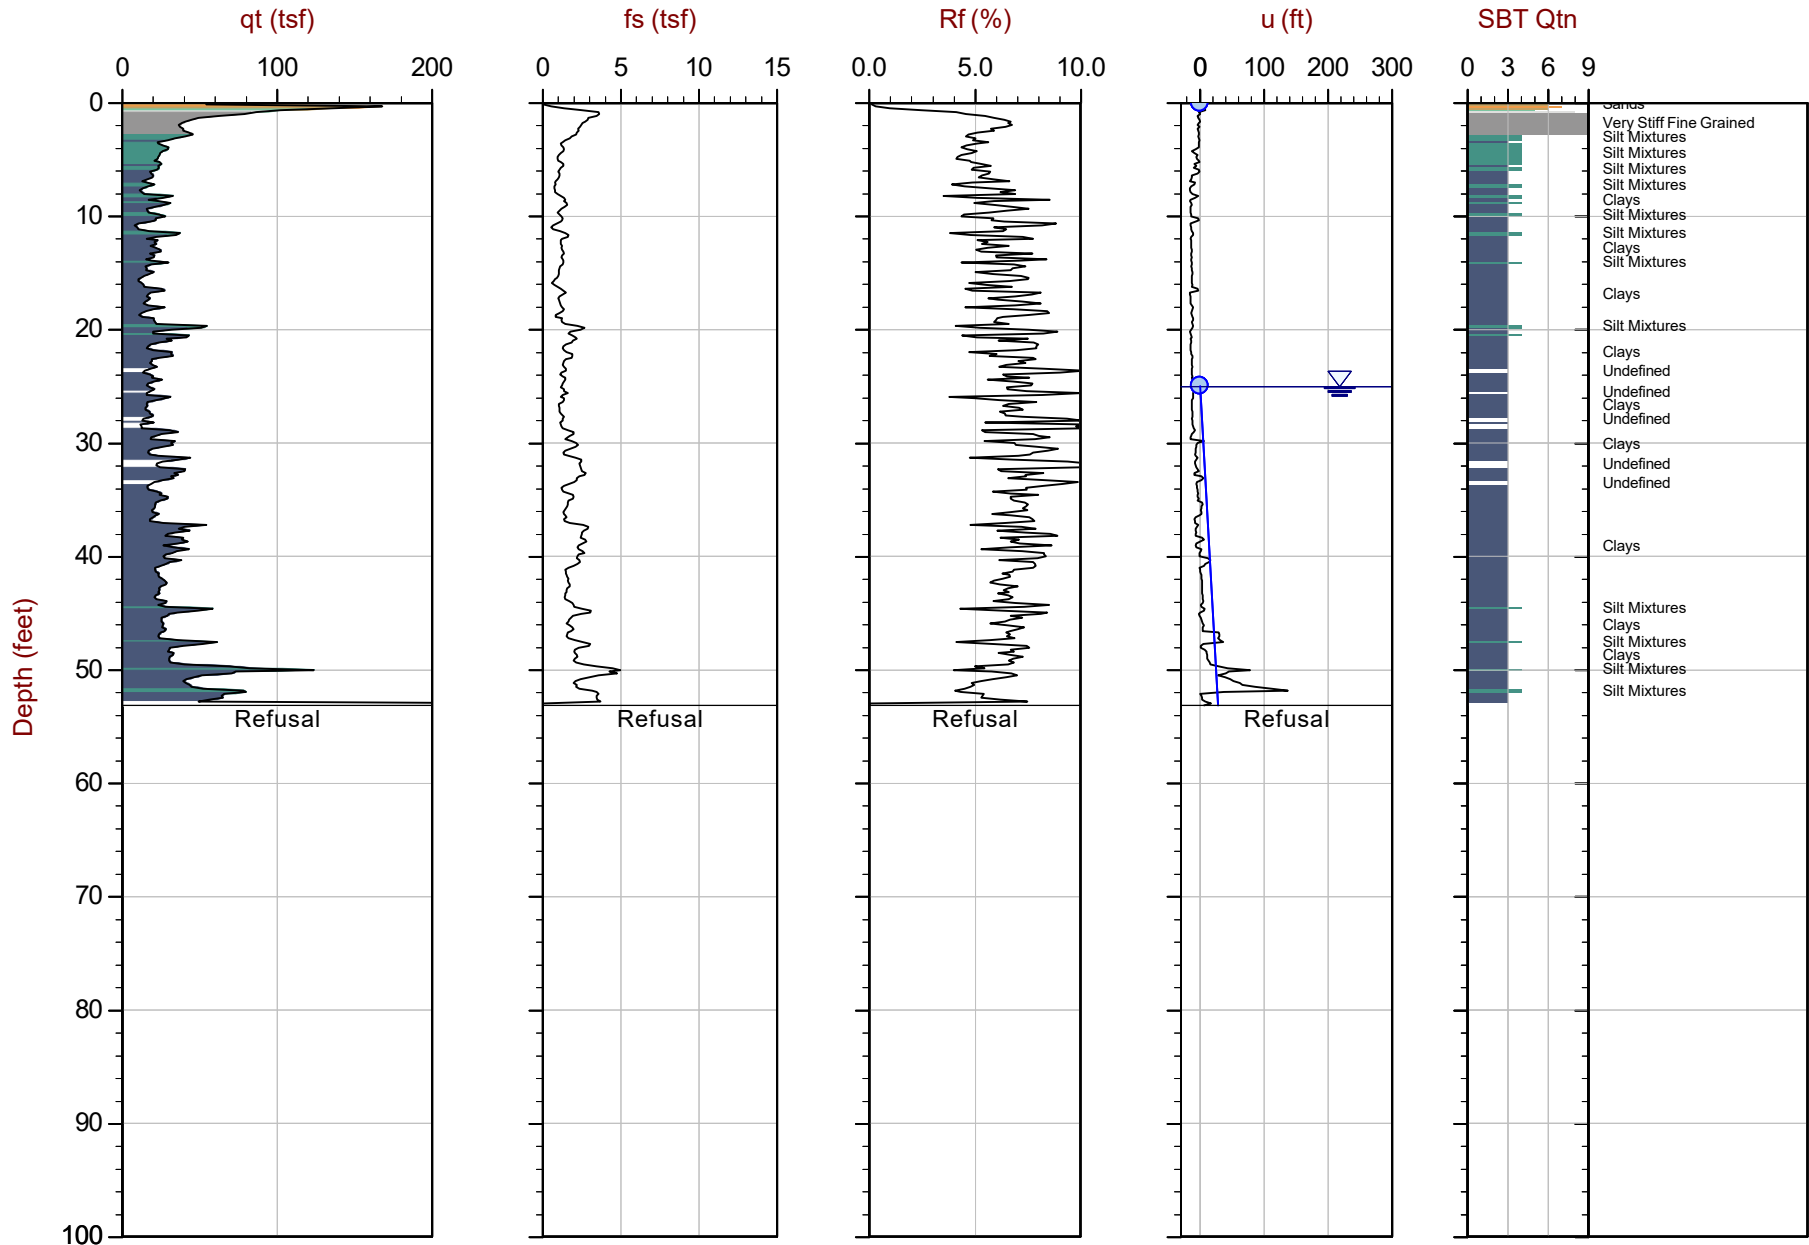 qt (tsf) fs (tsf) Rf (%) u (ft) SBT Qtn
0 100 200 0 5 10 15 0.0 5.0 10.0 0 100 200 300 0 3 6 9
0
10
20
30
40
50
60
70
80
90
100
Depth (feet)
Sands
Very Stiff Fine Grained
Silt Mixtures
Silt Mixtures
Silt Mixtures
Silt Mixtures
Clays
Silt Mixtures
Silt Mixtures
Clays
Silt Mixtures
Clays
Silt Mixtures
Clays
Undefined
Undefined
Clays
Undefined
Clays
Undefined
Undefined
Clays
Silt Mixtures
Clays
Silt Mixtures
Clays
Silt Mixtures
Silt Mixtures
Refusal Refusal Refusal Refusal